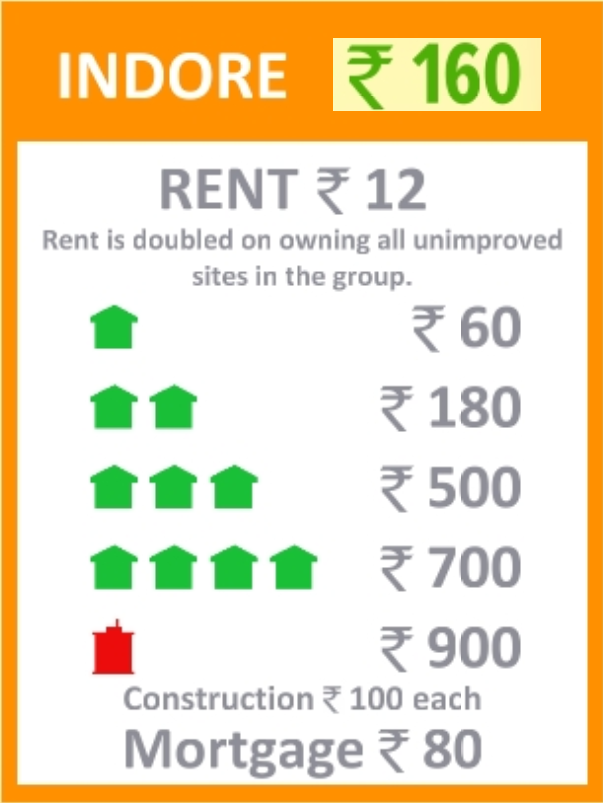 INDORE ₹ 160
RENT ₹ 12
Rent is doubled on owning all unimproved
sites in the group.
₹ 60
₹ 180
₹ 500
₹ 700
₹ 900
Construction ₹ 100 each
Mortgage ₹ 80